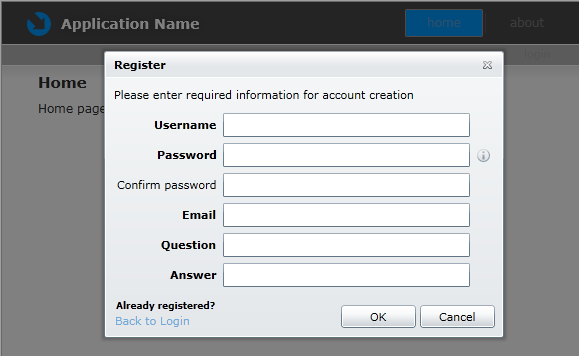 Application Name
home
about
login
Home
Home page
Register
Please enter required information for account creation
Username
Password
Confirm password
Email
Question
Answer
Already registered?
Back to Login
OK
Cancel